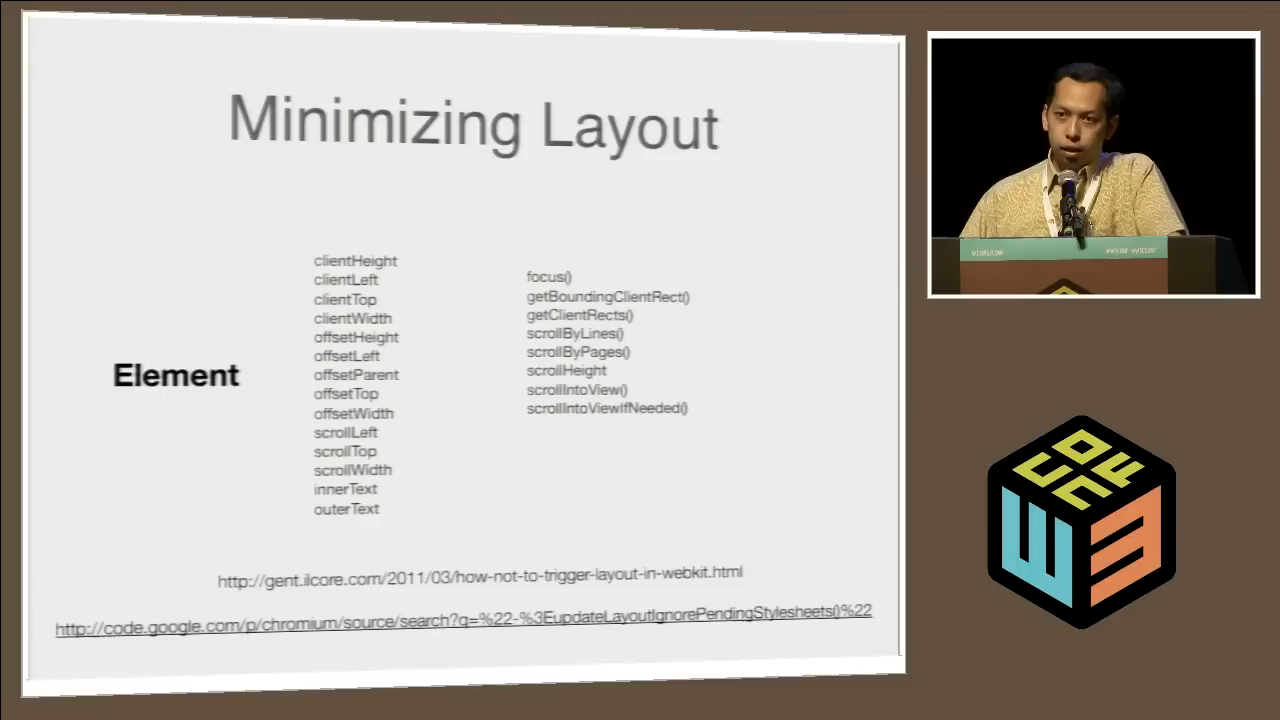 Minimizing Layout
Element
clientHeight
clientLeft
clientTop
clientWidth
offsetHeight
offsetLeft
offsetParent
offsetTop
offsetWidth
scrollLeft
scrollTop
scrollWidth
innerText
outerText
focus()
getBoundingClientRect()
getClientRects()
scrollByLines()
scrollByPages()
scrollHeight
scrollIntoView()
scrollIntoViewIfNeeded()
http://gent.ilcore.com/2011/03/how-not-to-trigger-layout-in-webkit.html
http://code.google.com/p/chromium/source/search?q=%22-%3EupdateLayoutIgnorePendingStylesheets()%22
W3
CONF